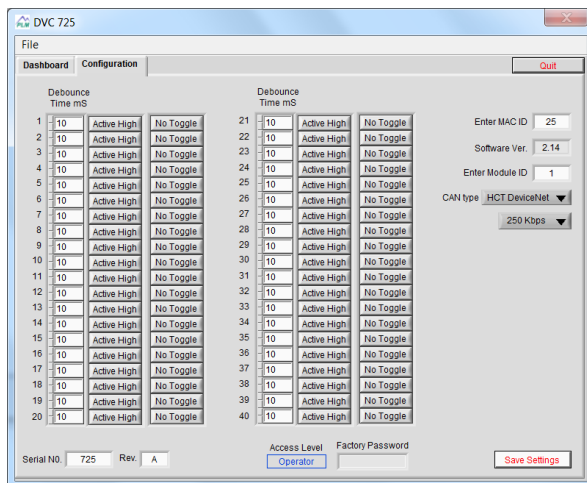 PLM DVC 725 X
File
Dashboard Configuration Quit
Debounce Debounce
Time mS Time mS
1 10 Active High No Toggle 21 10 Active High No Toggle Enter MAC ID 25
2 10 Active High No Toggle 22 10 Active High No Toggle
3 10 Active High No Toggle 23 10 Active High No Toggle Software Ver. 2.14
4 10 Active High No Toggle 24 10 Active High No Toggle Enter Module ID 1
5 10 Active High No Toggle 25 10 Active High No Toggle
6 10 Active High No Toggle 26 10 Active High No Toggle CAN type HCT DeviceNet
7 10 Active High No Toggle 27 10 Active High No Toggle 250 Kbps
8 10 Active High No Toggle 28 10 Active High No Toggle
9 10 Active High No Toggle 29 10 Active High No Toggle
10 10 Active High No Toggle 30 10 Active High No Toggle
11 10 Active High No Toggle 31 10 Active High No Toggle
12 10 Active High No Toggle 32 10 Active High No Toggle
13 10 Active High No Toggle 33 10 Active High No Toggle
14 10 Active High No Toggle 34 10 Active High No Toggle
15 10 Active High No Toggle 35 10 Active High No Toggle
16 10 Active High No Toggle 36 10 Active High No Toggle
17 10 Active High No Toggle 37 10 Active High No Toggle
18 10 Active High No Toggle 38 10 Active High No Toggle
19 10 Active High No Toggle 39 10 Active High No Toggle
20 10 Active High No Toggle 40 10 Active High No Toggle
Access Level Factory Password
Serial N0. 725 Rev. A Operator Save Settings